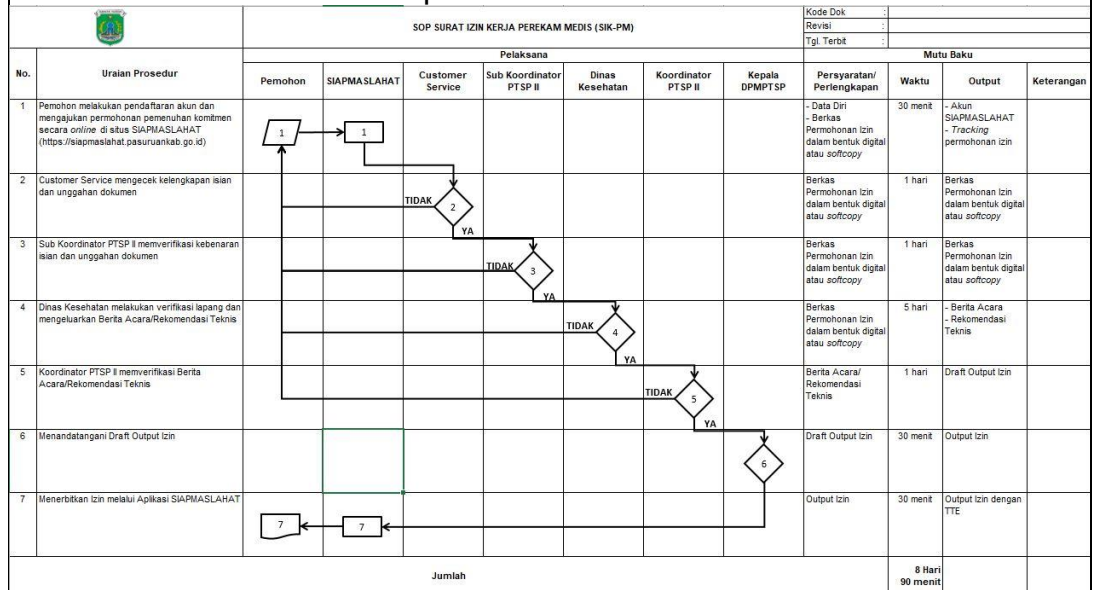 SOP SURAT IZIN KERJA PEREKAM MEDIS (SIK-PM)
Kode Dok :
Revisi :
Tgl. Terbit :
No.
Uraian Prosedur
Pelaksana
Mutu Baku
Pemohon
SIAPMASLAHAT
Customer
Service
Sub Koordinator
PTSP II
Dinas
Kesehatan
Koordinator
PTSP II
Kepala
DPMPTSP
Persyaratan/
Perlengkapan
Waktu
Output
Keterangan
1
Pemohon melakukan pendaftaran akun dan
mengajukan permohonan pemenuhan komitmen
secara online di situs SIAPMASLAHAT
(https://siapmaslahat.pasuruankab.go.id)
1
1
- Data Diri
- Berkas
Permohonan Izin
dalam bentuk digital
atau softcopy
30 menit
- Akun
SIAPMASLAHAT
- Tracking
permohonan izin
2
Customer Service mengecek kelengkapan isian
dan unggahan dokumen
TIDAK
2
YA
Berkas
Permohonan Izin
dalam bentuk digital
atau softcopy
1 hari
Berkas
Permohonan Izin
dalam bentuk digital
atau softcopy
3
Sub Koordinator PTSP II memverifikasi kebenaran
isian dan unggahan dokumen
TIDAK
3
YA
Berkas
Permohonan Izin
dalam bentuk digital
atau softcopy
1 hari
Berkas
Permohonan Izin
dalam bentuk digital
atau softcopy
4
Dinas Kesehatan melakukan verifikasi lapang dan
mengeluarkan Berita Acara/Rekomendasi Teknis
TIDAK
4
YA
Berkas
Permohonan Izin
dalam bentuk digital
atau softcopy
5 hari
- Berita Acara
- Rekomendasi
Teknis
5
Koordinator PTSP II memverifikasi Berita
Acara/Rekomendasi Teknis
TIDAK
5
YA
Berita Acara/
Rekomendasi
Teknis
1 hari
Draft Output Izin
6
Menandatangani Draft Output Izin
6
Draft Output Izin
30 menit
Output Izin
7
Menerbitkan Izin melalui Aplikasi SIAPMASLAHAT
7
7
Output Izin
30 menit
Output Izin dengan
TTE
Jumlah
8 Hari
90 menit